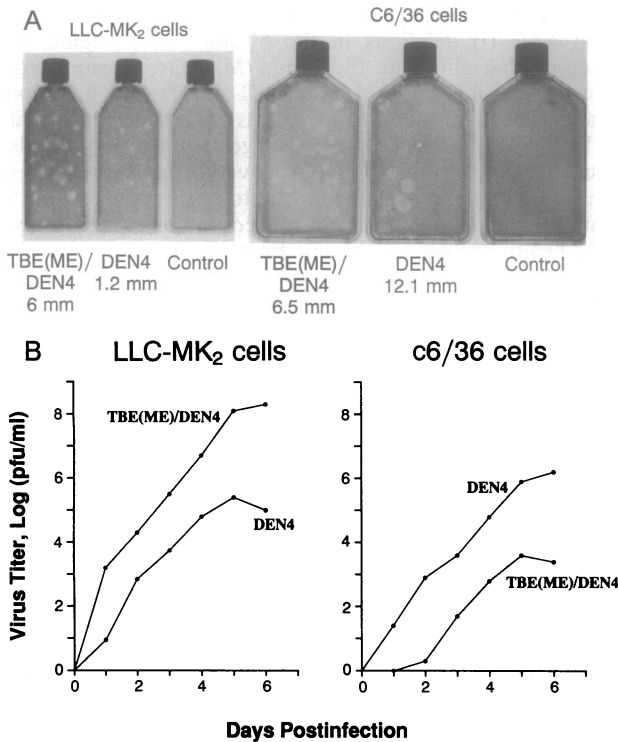 A
LLC-MK₂ cells
C6/36 cells
TBE(ME)/
DEN4
6 mm
DEN4
1.2 mm
Control
TBE(ME)/
DEN4
6.5 mm
DEN4
12.1 mm
Control
B
LLC-MK₂ cells
c6/36 cells
Virus Titer, Log (pfu/ml)
8
6
4
2
0
TBE(ME)/DEN4
DEN4
0 2 4 6
8
6
4
2
0
DEN4
TBE(ME)/DEN4
0 2 4 6
Days Postinfection